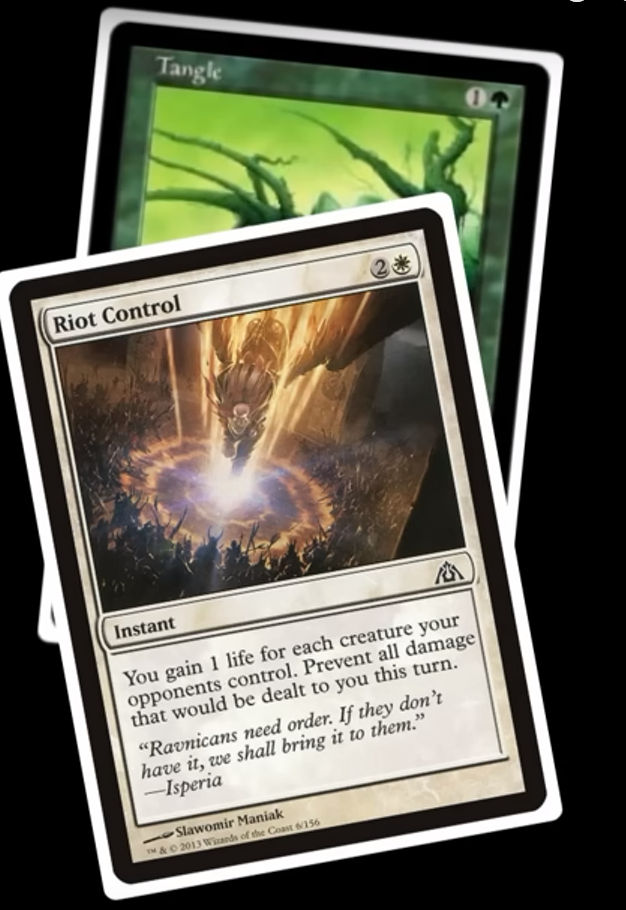 Tangle
1
Riot Control
2
Instant
You gain 1 life for each creature your
opponents control. Prevent all damage
that would be dealt to you this turn.
“Ravnicans need order. If they don’t
have it, we shall bring it to them.”
—Isperia
Slawomir Maniak
™ & © 2013 Wizards of the Coast 6/156